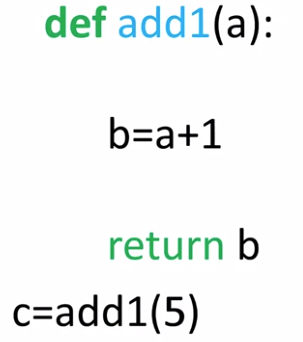 def add1(a):
b=a+1
return b
c=add1(5)